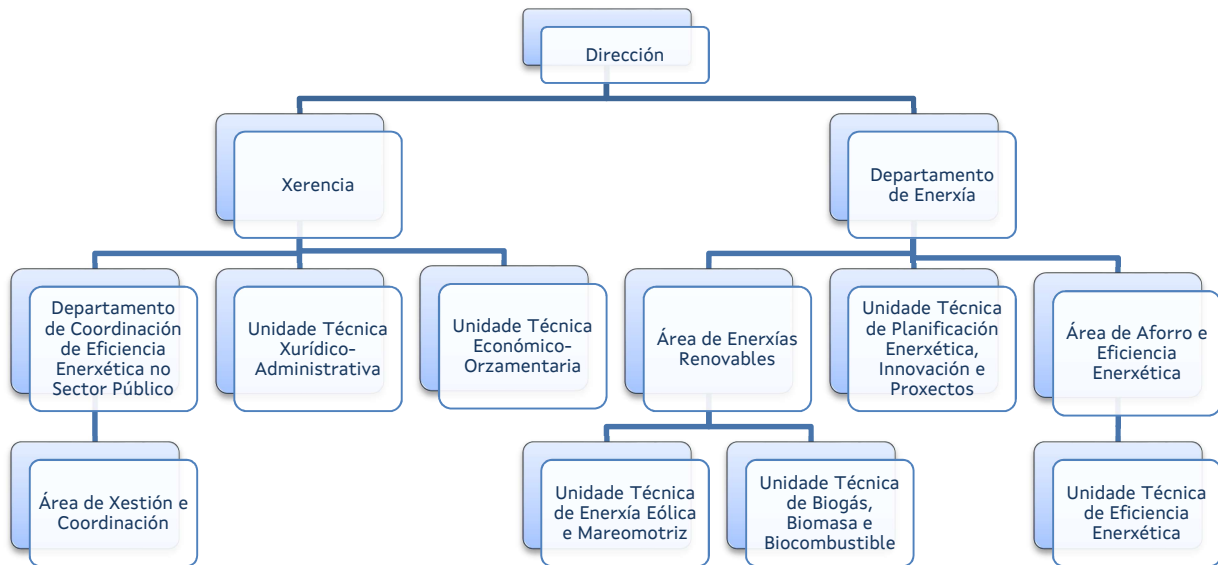 Dirección
Xerencia
Departamento
de Enerxía
Departamento
de Coordinación
de Eficiencia
Enerxética no
Sector Público
Unidade Técnica
Xurídico-
Administrativa
Unidade Técnica
Económico-
Orzamentaria
Área de Enerxías
Renovables
Unidade Técnica
de Planificación
Enerxética,
Innovación e
Proxectos
Área de Aforro e
Eficiencia
Enerxética
Área de Xestión e
Coordinación
Unidade Técnica
de Enerxía Eólica
e Mareomotriz
Unidade Técnica
de Biogás,
Biomasa e
Biocombustible
Unidade Técnica de
Eficiencia
Enerxética